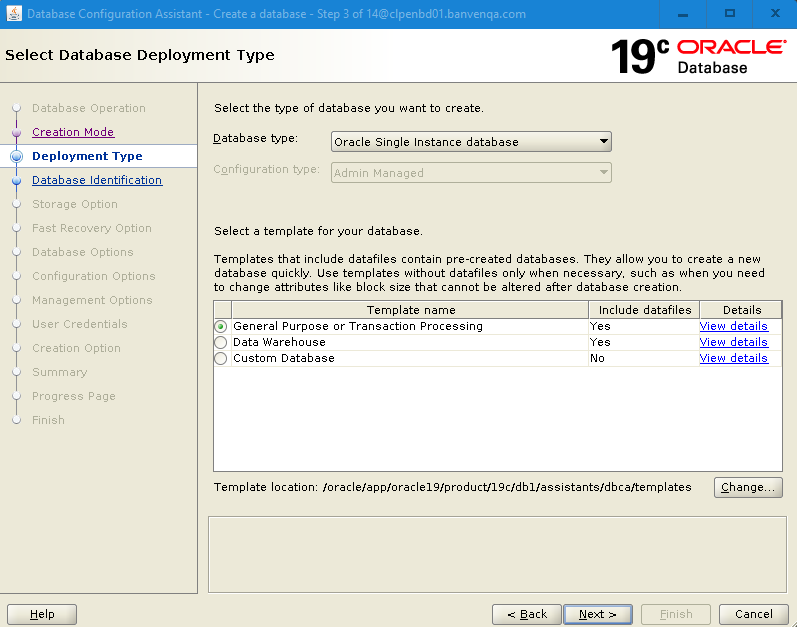 Database Configuration Assistant - Create a database - Step 3 of 14@clpenbd01.banvenqa.com
Select Database Deployment Type
19c ORACLE
Database
Database Operation
Creation Mode
Deployment Type
Database Identification
Storage Option
Fast Recovery Option
Database Options
Configuration Options
Management Options
User Credentials
Creation Option
Summary
Progress Page
Finish
Select the type of database you want to create.
Database type: Oracle Single Instance database
Configuration type: Admin Managed
Select a template for your database.
Templates that include datafiles contain pre-created databases. They allow you to create a new
database quickly. Use templates without datafiles only when necessary, such as when you need
to change attributes like block size that cannot be altered after database creation.
Template name Include datafiles Details
General Purpose or Transaction Processing Yes View details
Data Warehouse Yes View details
Custom Database No View details
Template location: /oracle/app/oracle19/product/19c/db1/assistants/dbca/templates Change...
Help < Back Next > Finish Cancel